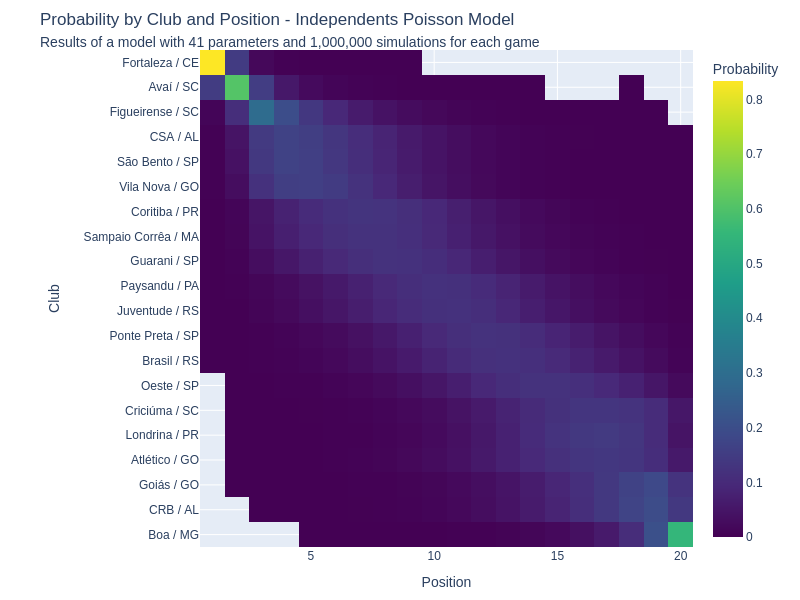 Probability by Club and Position - Independents Poisson Model
Results of a model with 41 parameters and 1,000,000 simulations for each game
Probability
Fortaleza / CE
Avaí / SC
Figueirense / SC
CSA / AL
São Bento / SP
Vila Nova / GO
Coritiba / PR
Sampaio Corrêa / MA
Guarani / SP
Paysandu / PA
Juventude / RS
Ponte Preta / SP
Brasil / RS
Oeste / SP
Criciúma / SC
Londrina / PR
Atlético / GO
Goiás / GO
CRB / AL
Boa / MG
Club
5
10
15
20
Position
0.8
0.7
0.6
0.5
0.4
0.3
0.2
0.1
0